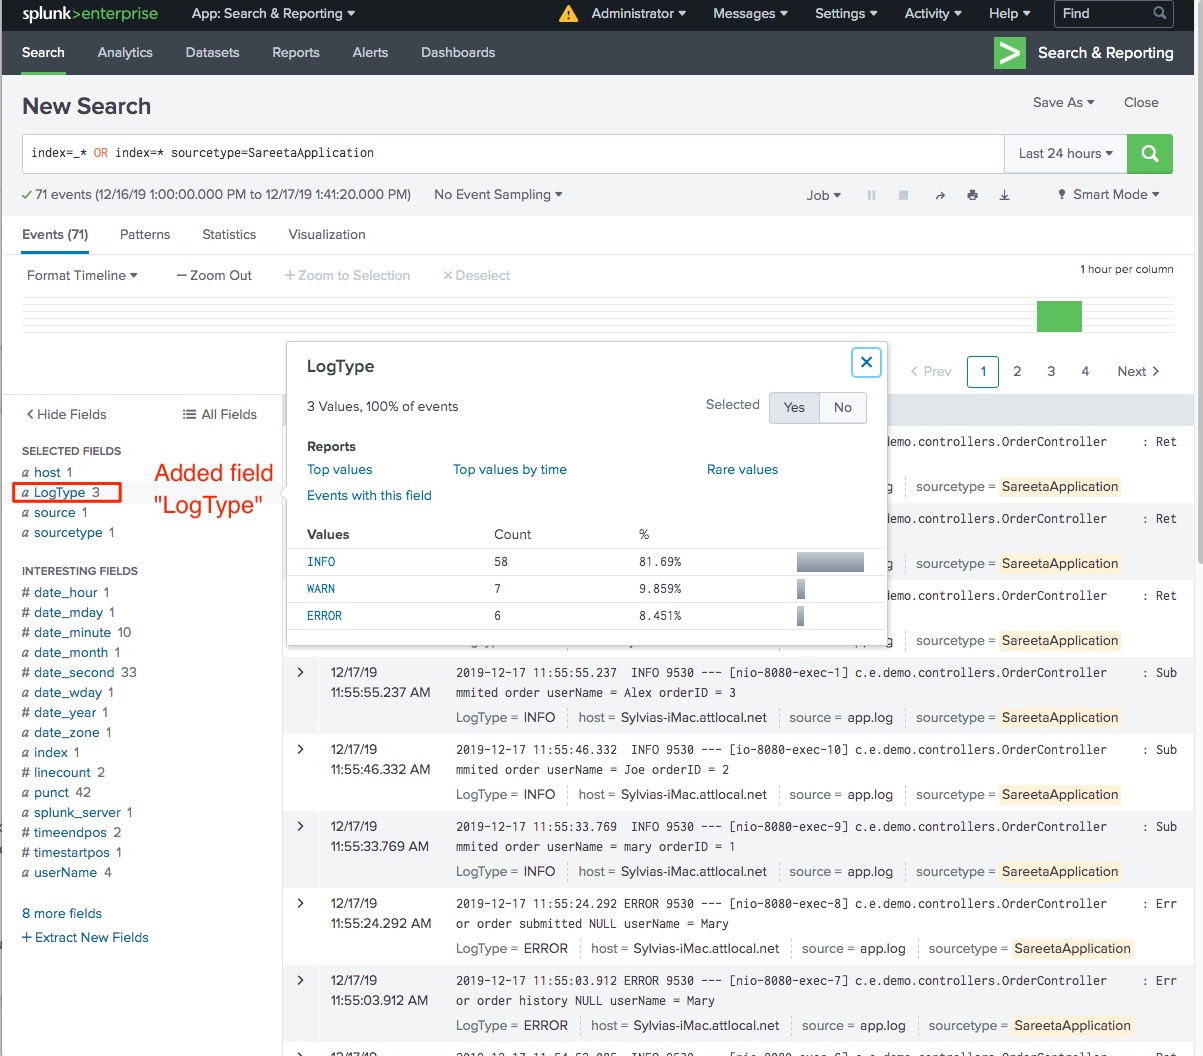 splunk>enterprise App: Search & Reporting Administrator Messages Settings Activity Help Find
Search Analytics Datasets Reports Alerts Dashboards Search & Reporting
New Search Save As Close
index=_* OR index=* sourcetype=SareetaApplication Last 24 hours
71 events (12/16/19 1:00:00.000 PM to 12/17/19 1:41:20.000 PM) No Event Sampling Job Smart Mode
Events (71) Patterns Statistics Visualization
Format Timeline — Zoom Out + Zoom to Selection × Deselect
1 hour per column
LogType
Prev 1 2 3 4 Next
3 Values, 100% of events Selected Yes No
Reports
Top values Top values by time Rare values
Events with this field
Values Count %
INFO 58 81.69%
WARN 7 9.859%
ERROR 6 8.451%
Hide Fields All Fields
SELECTED FIELDS
a host 1
a LogType 3
a source 1
a sourcetype 1
Added field
"LogType"
INTERESTING FIELDS
# date_hour 1
# date_mday 1
# date_minute 10
a date_month 1
# date_second 33
a date_wday 1
# date_year 1
a date_zone 1
a index 1
# linecount 2
a punct 42
a splunk_server 1
# timeendpos 2
# timestartpos 1
a userName 4
8 more fields
+ Extract New Fields
demo.controllers.OrderController : Ret
sourcetype = SareetaApplication
demo.controllers.OrderController : Ret
sourcetype = SareetaApplication
demo.controllers.OrderController : Ret
sourcetype = SareetaApplication
12/17/19
11:55:55.237 AM
2019-12-17 11:55:55.237 INFO 9530 --- [nio-8080-exec-1] c.e.demo.controllers.OrderController : Sub
mmited order userName = Alex orderID = 3
LogType = INFO host = Sylvias-iMac.attlocal.net source = app.log sourcetype = SareetaApplication
12/17/19
11:55:46.332 AM
2019-12-17 11:55:46.332 INFO 9530 --- [io-8080-exec-10] c.e.demo.controllers.OrderController : Sub
mmited order userName = Joe orderID = 2
LogType = INFO host = Sylvias-iMac.attlocal.net source = app.log sourcetype = SareetaApplication
12/17/19
11:55:33.769 AM
2019-12-17 11:55:33.769 INFO 9530 --- [nio-8080-exec-9] c.e.demo.controllers.OrderController : Sub
mmited order userName = mary orderID = 1
LogType = INFO host = Sylvias-iMac.attlocal.net source = app.log sourcetype = SareetaApplication
12/17/19
11:55:24.292 AM
2019-12-17 11:55:24.292 ERROR 9530 --- [nio-8080-exec-8] c.e.demo.controllers.OrderController : Err
or order submitted NULL userName = Mary
LogType = ERROR host = Sylvias-iMac.attlocal.net source = app.log sourcetype = SareetaApplication
12/17/19
11:55:03.912 AM
2019-12-17 11:55:03.912 ERROR 9530 --- [nio-8080-exec-7] c.e.demo.controllers.OrderController : Err
or order history NULL userName = Mary
LogType = ERROR host = Sylvias-iMac.attlocal.net source = app.log sourcetype = SareetaApplication